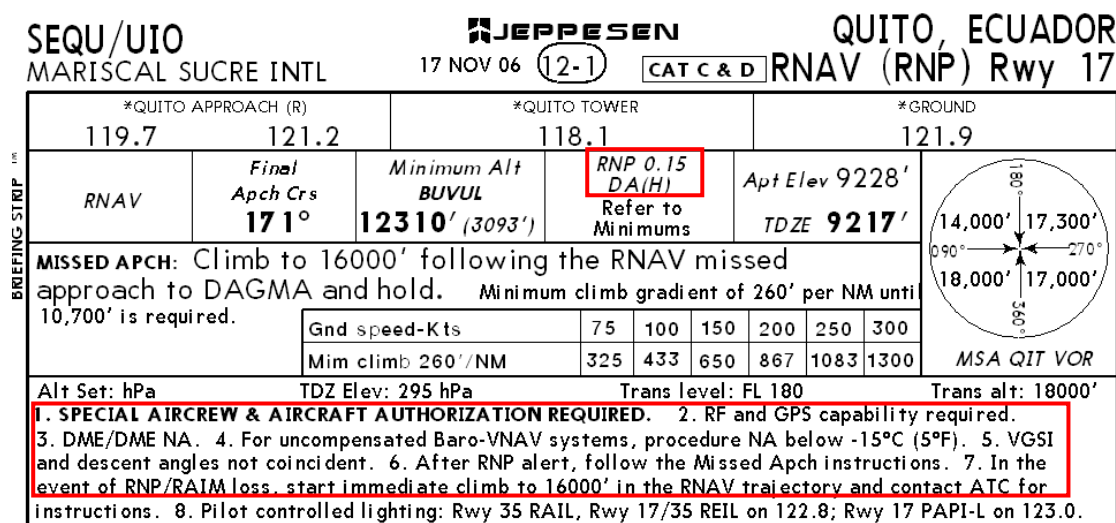 SEQU/UIO
MARISCAL SUCRE INTL
JEPPESEN
17 NOV 06 12-1
QUITO, ECUADOR
CAT C & D RNAV (RNP) Rwy 17
*QUITO APPROACH (R)
119.7 121.2
*QUITO TOWER
118.1
*GROUND
121.9
BRIEFING STRIP ™
RNAV
Final
Apch Crs
171°
Minimum Alt
BUVUL
12310' (3093')
RNP 0.15
DA(H)
Refer to
Minimums
Apt Elev 9228'
TDZE 9217'
180°
14,000' 17,300'
090° 270°
18,000' 17,000'
360°
MSA QIT VOR
MISSED APCH: Climb to 16000' following the RNAV missed
approach to DAGMA and hold. Minimum climb gradient of 260' per NM until
10,700' is required.
Gnd speed-Kts 75 100 150 200 250 300
Mim climb 260'/NM 325 433 650 867 1083 1300
Alt Set: hPa TDZ Elev: 295 hPa Trans level: FL 180 Trans alt: 18000'
1. SPECIAL AIRCREW & AIRCRAFT AUTHORIZATION REQUIRED. 2. RF and GPS capability required.
3. DME/DME NA. 4. For uncompensated Baro-VNAV systems, procedure NA below -15°C (5°F). 5. VGSI
and descent angles not coincident. 6. After RNP alert, follow the Missed Apch instructions. 7. In the
event of RNP/RAIM loss, start immediate climb to 16000' in the RNAV trajectory and contact ATC for
instructions. 8. Pilot controlled lighting: Rwy 35 RAIL, Rwy 17/35 REIL on 122.8; Rwy 17 PAPI-L on 123.0.